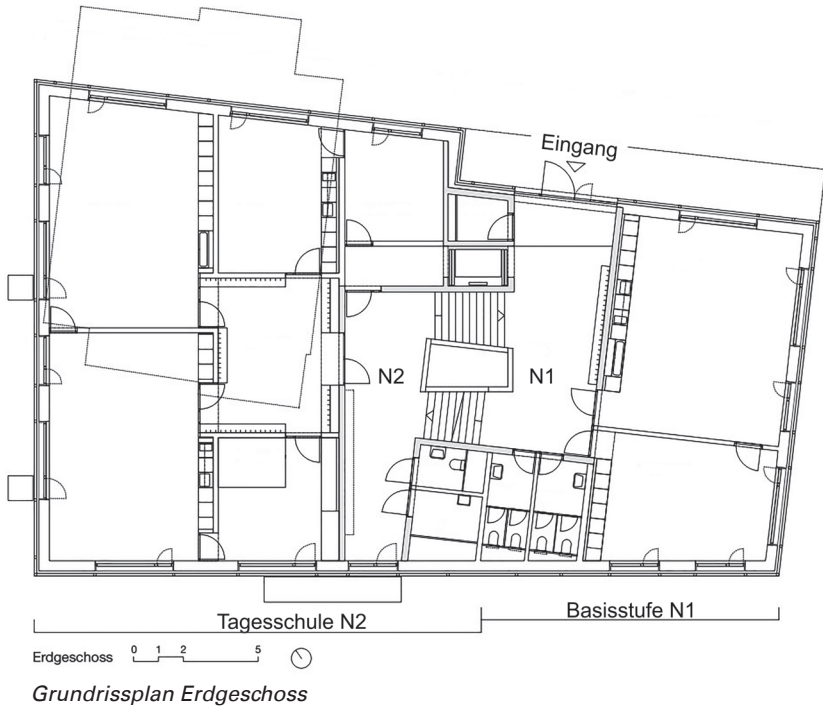 Eingang
N2 N1
Tagesschule N2 Basisstufe N1
Erdgeschoss 0 1 2 5
Grundrissplan Erdgeschoss